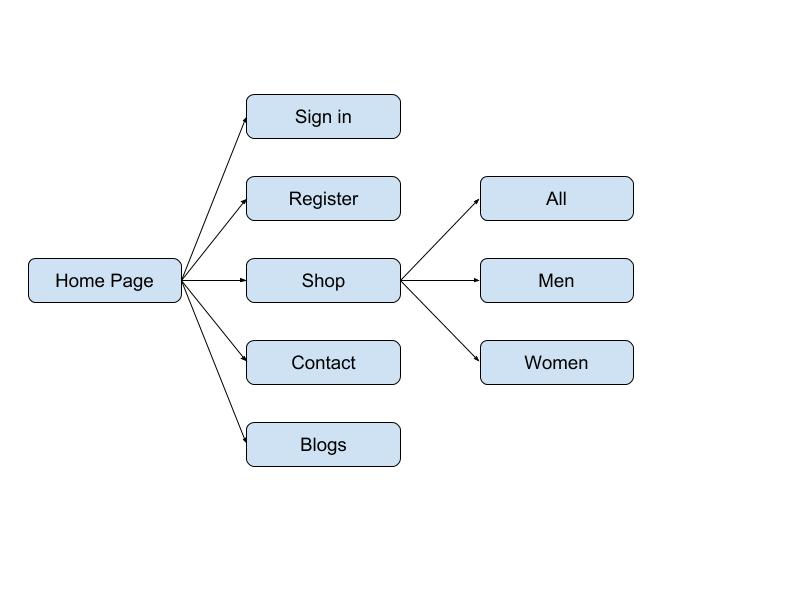 Home Page
Sign in
Register
Shop
Contact
Blogs
All
Men
Women